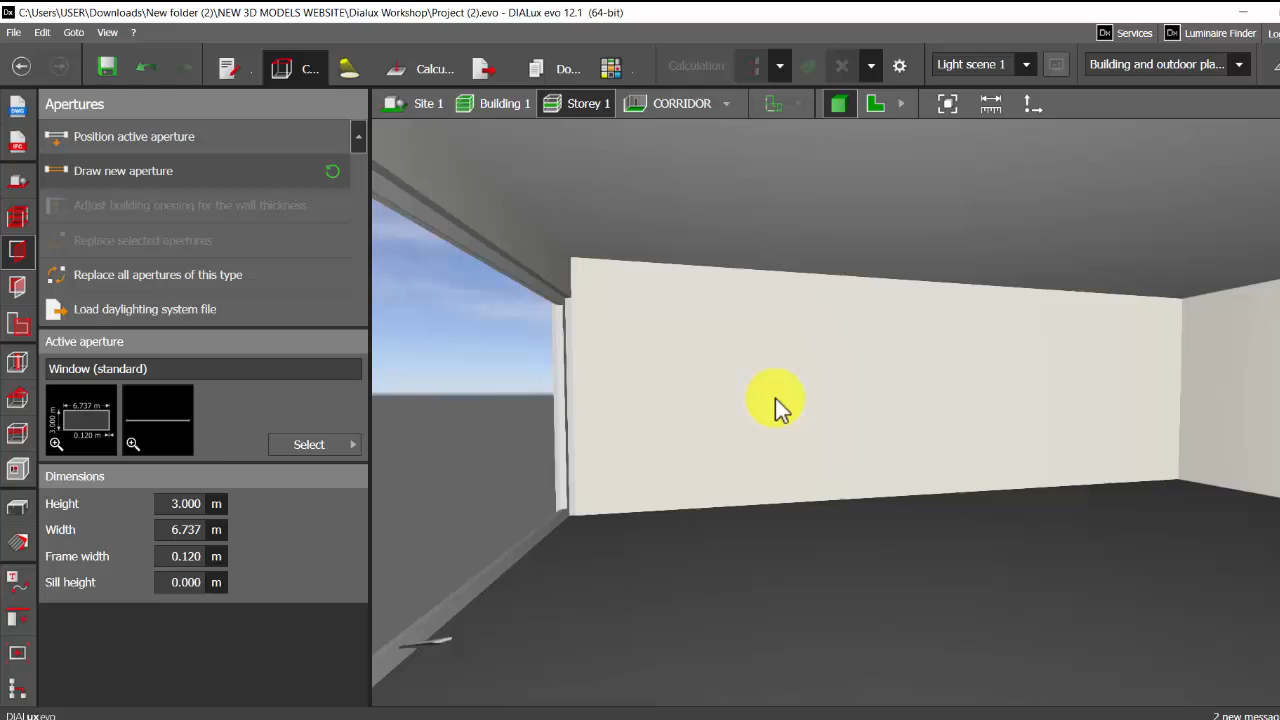 C:\Users\USER\Downloads\New folder (2)\NEW 3D MODELS WEBSITE\Dialux Workshop\Project (2).evo - DIALux evo 12.1 (64-bit)
File Edit Goto View ?
Services Luminaire Finder
C... Calcu... Do... Calculation Light scene 1 Building and outdoor pla...
Apertures
Site 1 Building 1 Storey 1 CORRIDOR
Position active aperture
Draw new aperture
Adjust building opening for the wall thickness
Replace selected apertures
Replace all apertures of this type
Load daylighting system file
Active aperture
Window (standard)
6.737 m
3.000 m
0.120 m
Select
Dimensions
Height 3.000 m
Width 6.737 m
Frame width 0.120 m
Sill height 0.000 m
DIALux evo
2 new messa